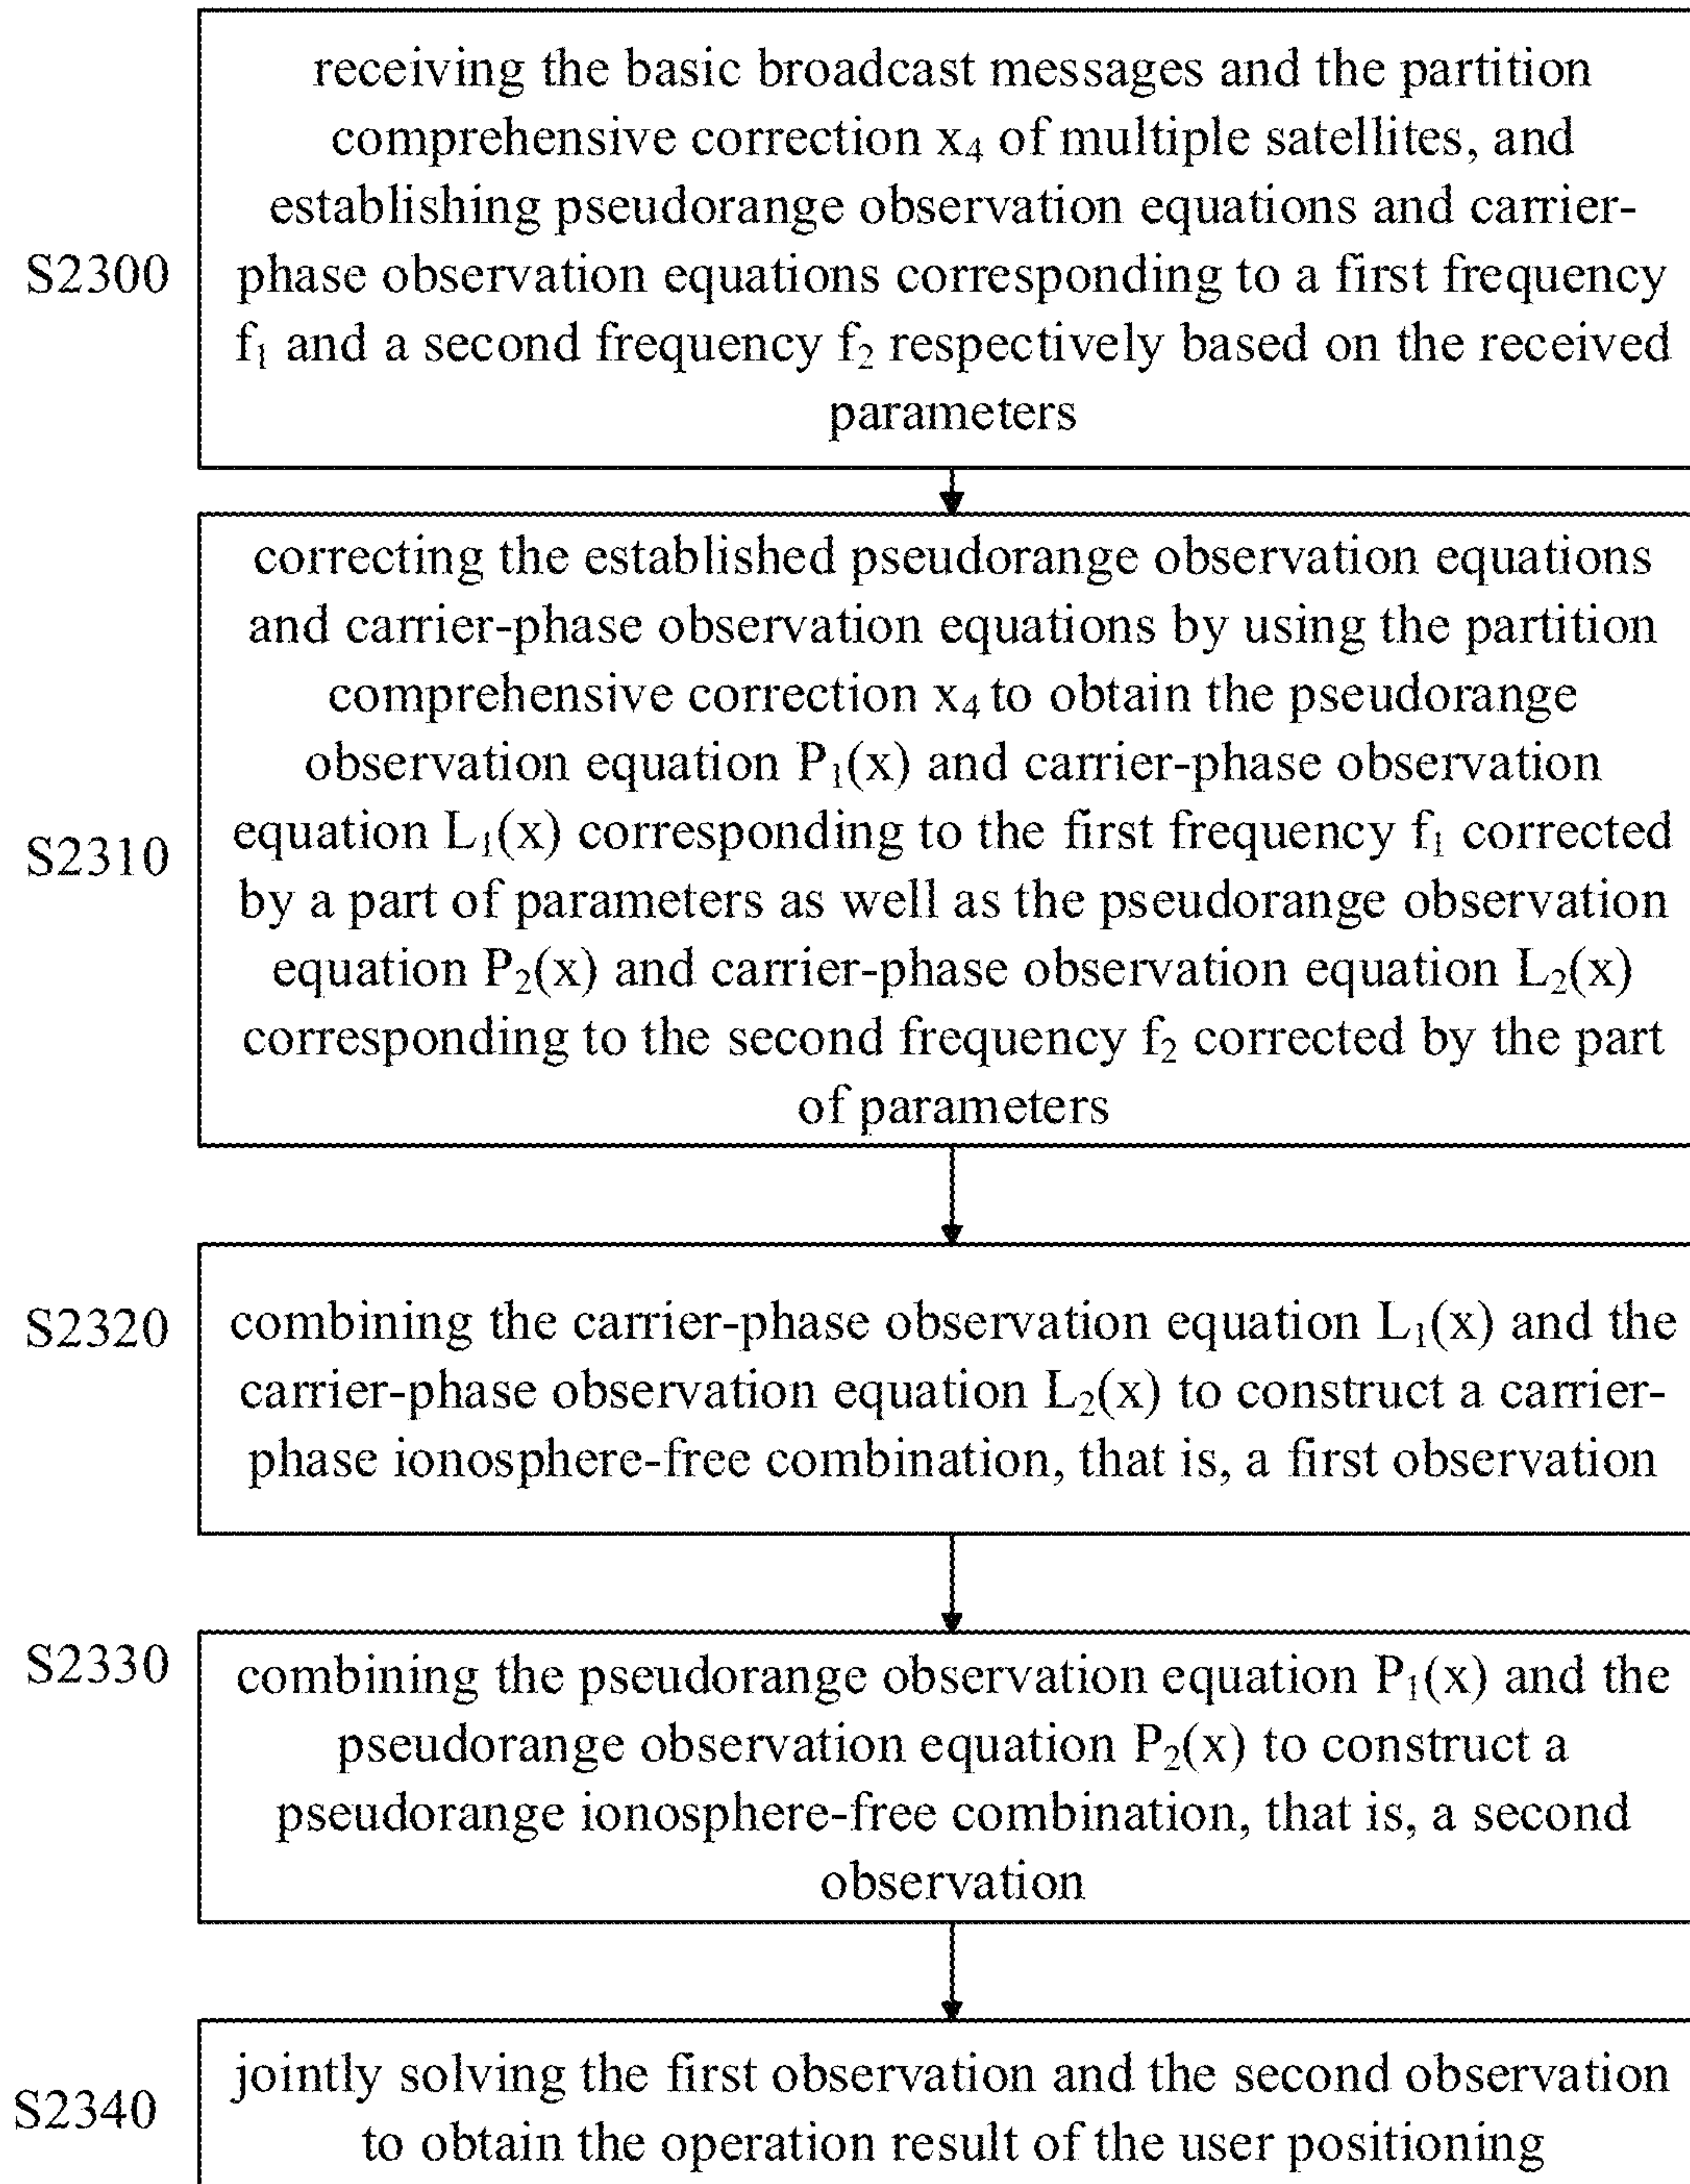 receiving the basic broadcast messages and the partition
comprehensive correction x₄ of multiple satellites, and
establishing pseudorange observation equations and carrier-
S2300
phase observation equations corresponding to a first frequency
f₁ and a second frequency f₂ respectively based on the received
parameters
correcting the established pseudorange observation equations
and carrier-phase observation equations by using the partition
comprehensive correction x₄ to obtain the pseudorange
observation equation P₁(x) and carrier-phase observation
S2310
equation L₁(x) corresponding to the first frequency f₁ corrected
by a part of parameters as well as the pseudorange observation
equation P₂(x) and carrier-phase observation equation L₂(x)
corresponding to the second frequency f₂ corrected by the part
of parameters
S2320
combining the carrier-phase observation equation L₁(x) and the
carrier-phase observation equation L₂(x) to construct a carrier-
phase ionosphere-free combination, that is, a first observation
S2330
combining the pseudorange observation equation P₁(x) and the
pseudorange observation equation P₂(x) to construct a
pseudorange ionosphere-free combination, that is, a second
observation
S2340
jointly solving the first observation and the second observation
to obtain the operation result of the user positioning